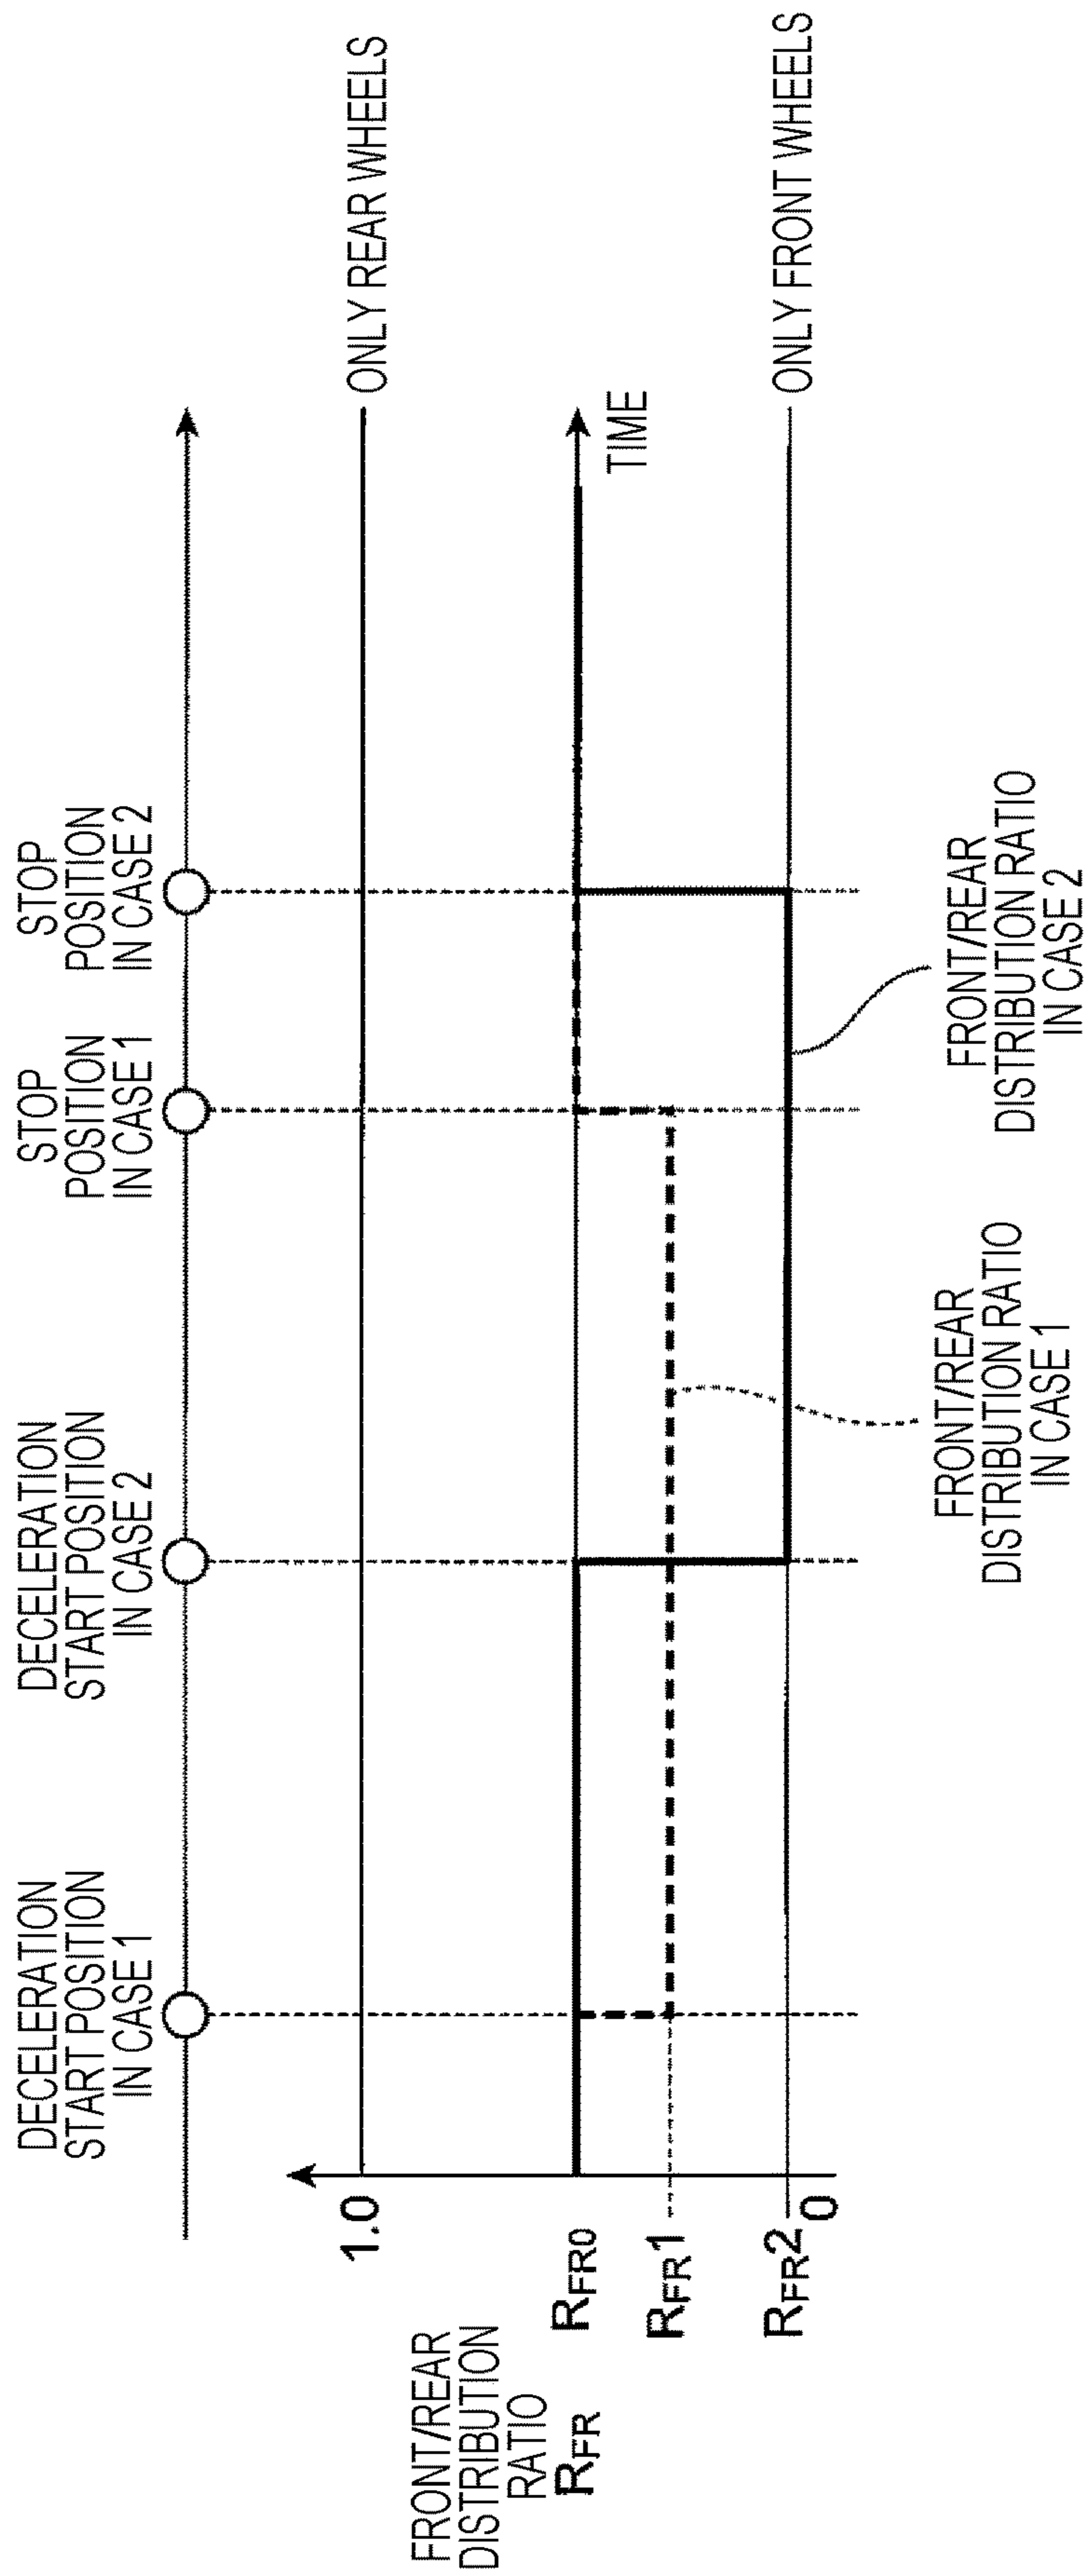 DECELERATION
START POSITION
IN CASE 1
DECELERATION
START POSITION
IN CASE 2
STOP
POSITION
IN CASE 1
STOP
POSITION
IN CASE 2
FRONT/REAR
DISTRIBUTION
RATIO
RFR
1.0
RFR0
RFR1
RFR2
0
ONLY REAR WHEELS
TIME
ONLY FRONT WHEELS
FRONT/REAR
DISTRIBUTION RATIO
IN CASE 1
FRONT/REAR
DISTRIBUTION RATIO
IN CASE 2